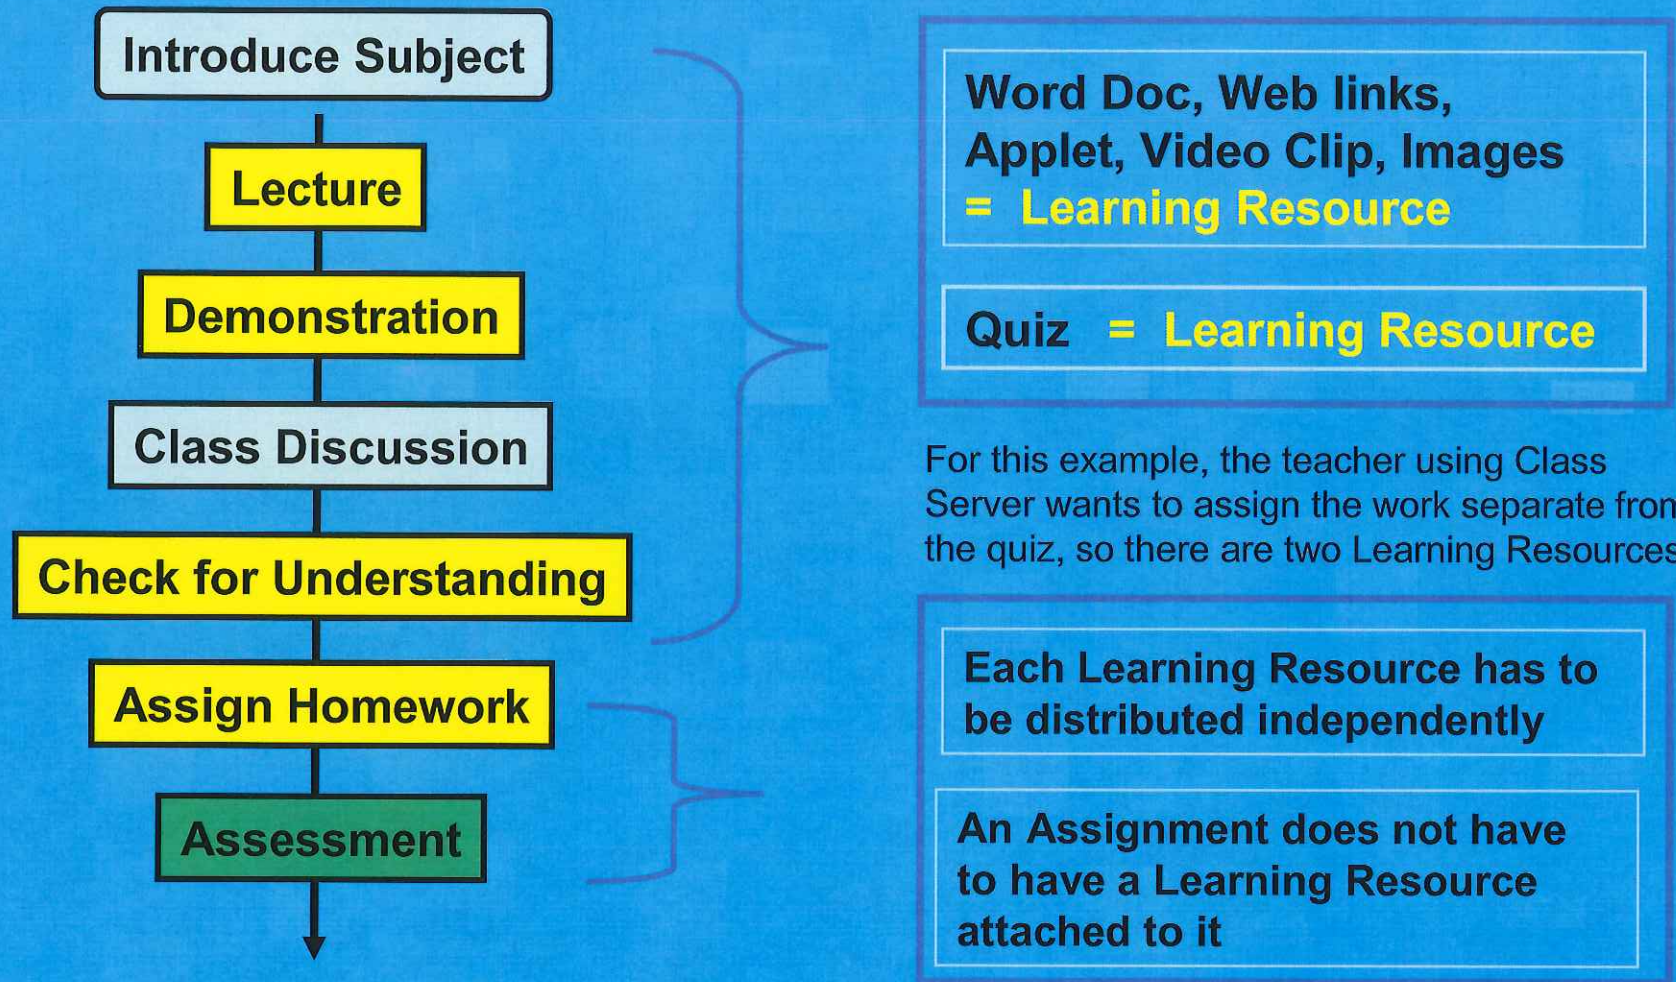 Introduce Subject
Lecture
Demonstration
Class Discussion
Check for Understanding
Assign Homework
Assessment
Word Doc, Web links,
Applet, Video Clip, Images
= Learning Resource
Quiz = Learning Resource
For this example, the teacher using Class
Server wants to assign the work separate from
the quiz, so there are two Learning Resources
Each Learning Resource has to
be distributed independently
An Assignment does not have
to have a Learning Resource
attached to it